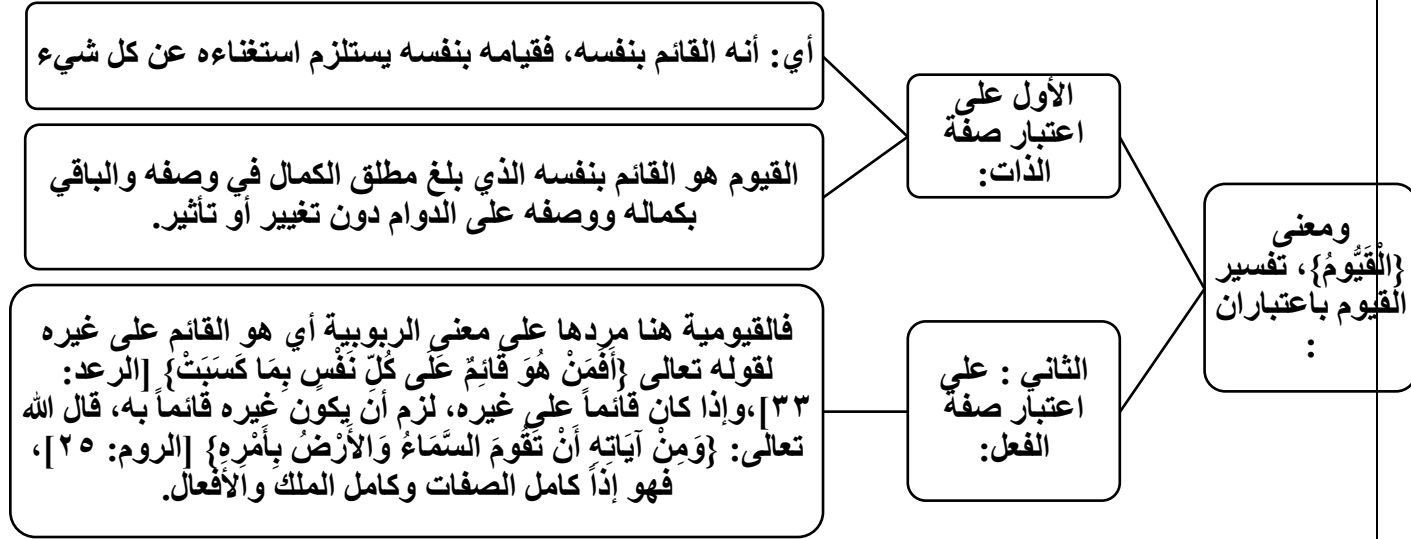 ومعنى
{الْقَيُّومُ}، تفسير
القيوم باعتباران
:
الأول على
اعتبار صفة
الذات:
أي: أنه القائم بنفسه، فقيامه بنفسه يستلزم استغناءه عن كل شيء
القيوم هو القائم بنفسه الذي بلغ مطلق الكمال في وصفه والباقي
بكماله ووصفه على الدوام دون تغيير أو تأثير.
الثاني : على
اعتبار صفة
الفعل:
فالقيومية هنا مردها على معنى الربوبية أي هو القائم على غيره
لقوله تعالى {أَفَمَنْ هُوَ قَائِمٌ عَلَى كُلِّ نَفْسٍ بِمَا كَسَبَتْ} [الرعد:
٣٣]،وإذا كان قائماً على غيره، لزم أن يكون غيره قائماً به، قال الله
تعالى: {وَمِنْ آيَاتِهِ أَنْ تَقُومَ السَّمَاءُ وَالأَرْضُ بِأَمْرِهِ} [الروم: ٢٥]،
فهو إذاً كامل الصفات وكامل الملك والأفعال.